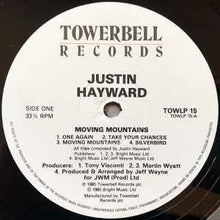 TOWERBELL
RECORDS
JUSTIN
HAYWARD
SIDE ONE
33⅓ RPM
TOWLP 15
TOWLP 15-A
MOVING MOUNTAINS
1. ONE AGAIN 2. TAKE YOUR CHANCES
3. MOVING MOUNTAINS 4. SILVERBIRD
All titles composed by Justin Hayward
Publishers: 1, 2, 3. Bright Music Ltd
4. Bright Music Ltd/Jeff Wayne Music Ltd
Producers: 1. Tony Visconti 2, 3. Martin Wyatt
4. Produced & Arranged by Jeff Wayne
for JWM (Prod) Ltd
℗ 1985 Towerbell Records plc
© 1985 Bright Music Ltd
Manufactured by Towerbell
Records plc